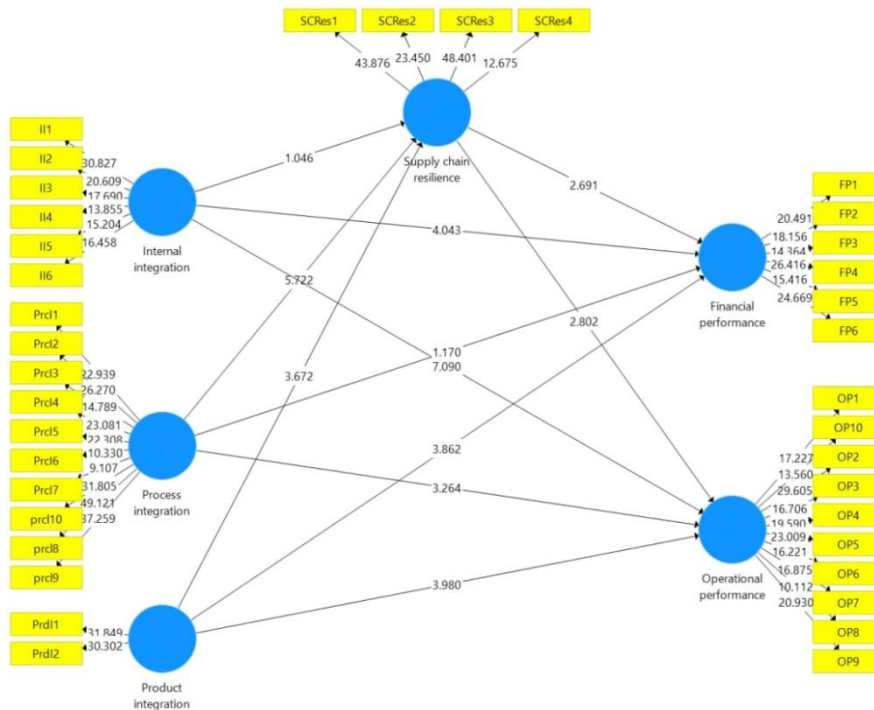 SCRes1
SCRes2
SCRes3
SCRes4
43.876
23.450
48.401
12.675
Supply chain
resilience
II1
II2
II3
II4
II5
II6
30.827
20.609
17.690
13.855
15.204
16.458
Internal
integration
1.046
2.691
4.043
5.722
3.672
1.170
7.090
2.802
3.862
3.264
3.980
FP1
FP2
FP3
FP4
FP5
FP6
20.491
18.156
14.364
26.416
15.416
24.669
Financial
performance
PrcI1
PrcI2
PrcI3
PrcI4
PrcI5
PrcI6
PrcI7
prcI10
prcI8
prcI9
22.939
26.270
14.789
23.081
22.308
10.330
9.107
31.805
49.121
37.259
Process
integration
OP1
OP10
OP2
OP3
OP4
OP5
OP6
OP7
OP8
OP9
17.227
13.560
29.605
16.706
19.590
23.009
16.221
16.875
10.112
20.930
Operational
performance
PrdI1
PrdI2
31.849
30.302
Product
integration